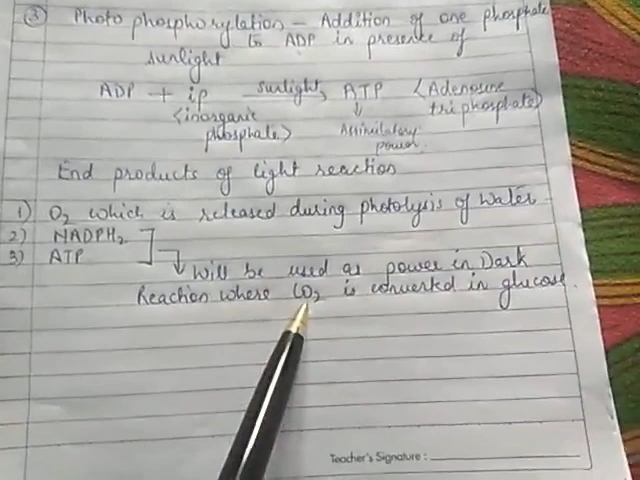 ③ Photo phosphorylation - Addition of one phosphate
to ADP in presence of
sunlight
ADP + ip sunlight→ ATP <Adenosine
triphosphate>
<inorganic
phosphate>
↓
Assimilatory
power.
End products of light reaction
1) O2 which is released during photolysis of water
2) NADPH2
3) ATP
↳ Will be used as power in Dark
Reaction where CO2 is converted in glucose.
Teacher's Signature :